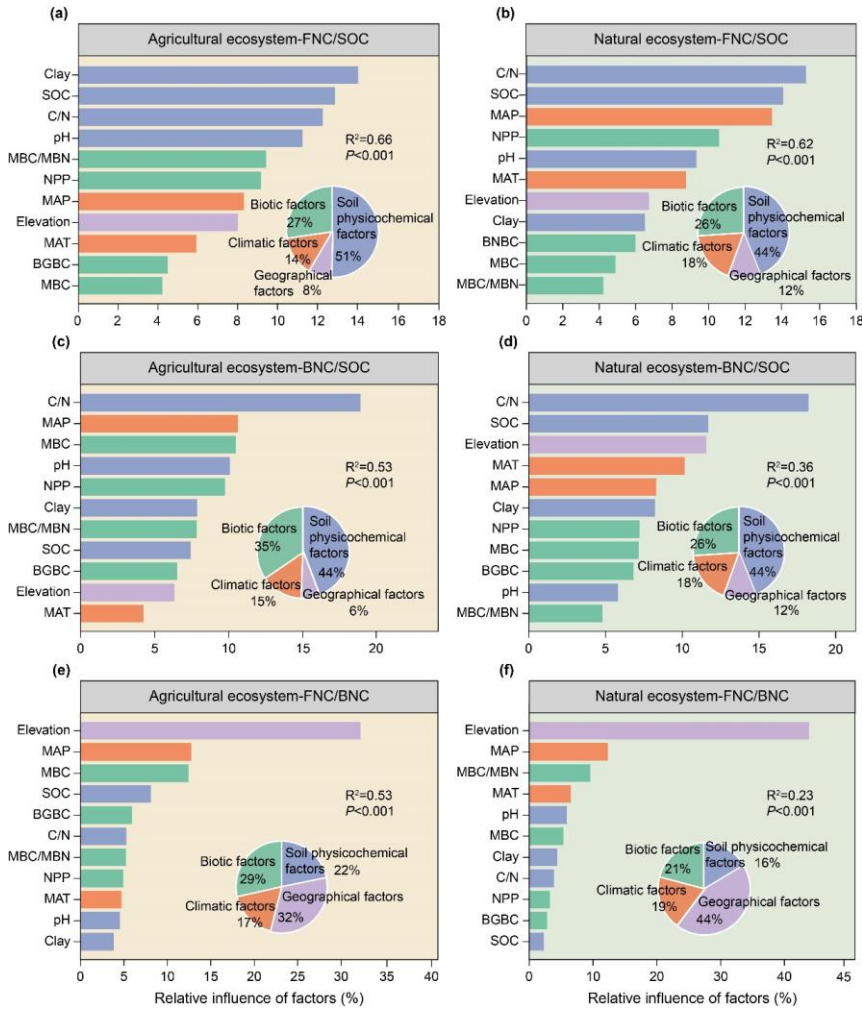 (a)
Agricultural ecosystem-FNC/SOC
Clay
SOC
C/N
pH
MBC/MBN
NPP
MAP
Elevation
MAT
BGBC
MBC
R²=0.66
P<0.001
Biotic factors
27%
Soil
physicochemical
factors
51%
Climatic factors
14%
Geographical
factors
8%
0 2 4 6 8 10 12 14 16 18
(b)
Natural ecosystem-FNC/SOC
C/N
SOC
MAP
NPP
pH
MAT
Elevation
Clay
BNBC
MBC
MBC/MBN
R²=0.62
P<0.001
Biotic factors
26%
Soil
physicochemical
factors
44%
Climatic factors
18%
Geographical factors
12%
0 2 4 6 8 10 12 14 16 18
(c)
Agricultural ecosystem-BNC/SOC
C/N
MAP
MBC
pH
NPP
Clay
MBC/MBN
SOC
BGBC
Elevation
MAT
R²=0.53
P<0.001
Biotic factors
35%
Soil
physicochemical
factors
44%
Climatic factors
15%
Geographical factors
6%
0 5 10 15 20
(d)
Natural ecosystem-BNC/SOC
C/N
SOC
Elevation
MAT
MAP
Clay
NPP
MBC
BGBC
pH
MBC/MBN
R²=0.36
P<0.001
Biotic factors
26%
Soil
physicochemical
factors
44%
Climatic factors
18%
Geographical factors
12%
0 5 10 15 20
(e)
Agricultural ecosystem-FNC/BNC
Elevation
MAP
MBC
SOC
BGBC
C/N
MBC/MBN
NPP
MAT
pH
Clay
R²=0.53
P<0.001
Biotic factors
29%
Soil physicochemical
factors
22%
Climatic factors
17%
Geographical factors
32%
0 5 10 20 25 30 35 40
Relative influence of factors (%)
(f)
Natural ecosystem-FNC/BNC
Elevation
MAP
MBC/MBN
MAT
pH
MBC
Clay
C/N
NPP
BGBC
SOC
R²=0.23
P<0.001
Biotic factors
21%
Soil physicochemical
factors
16%
Climatic factors
19%
Geographical factors
44%
0 10 20 30 40 45
Relative influence of factors (%)